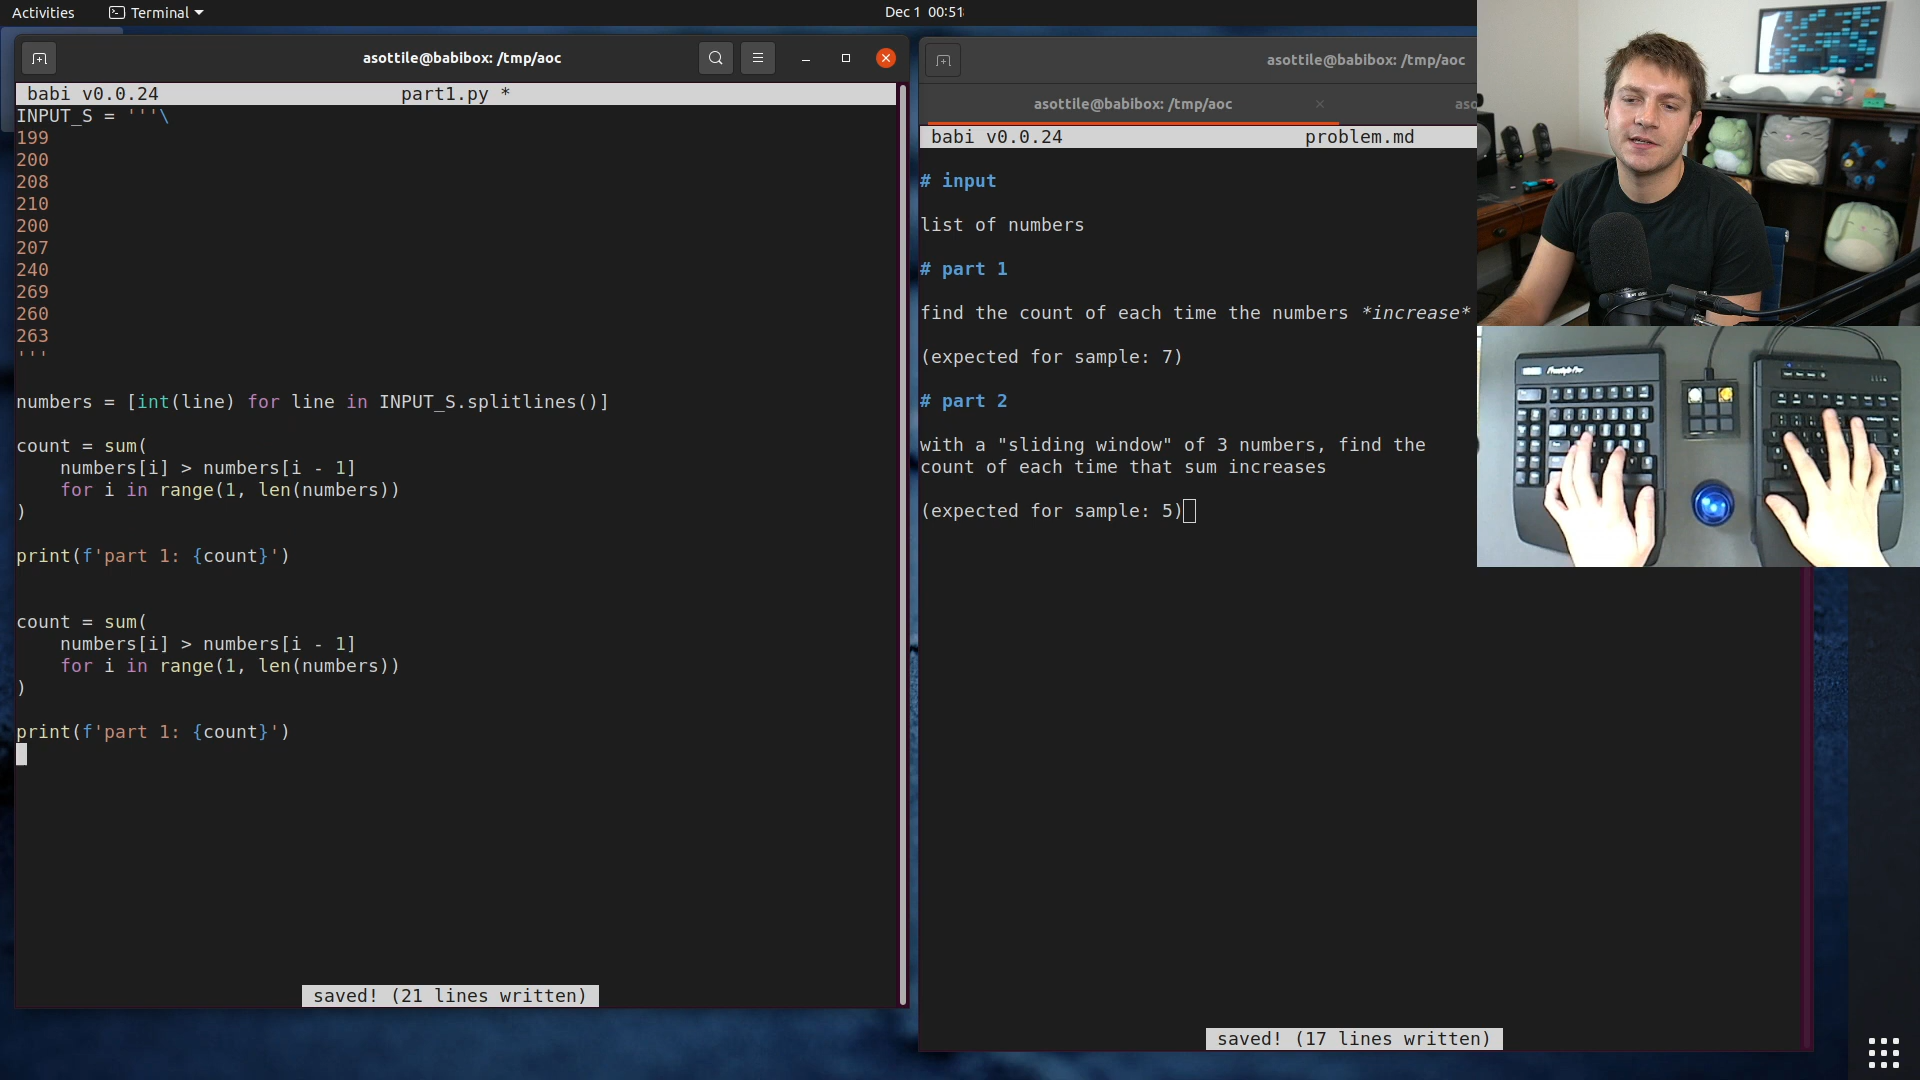 Activities
Terminal
Dec 1 00:51
asottile@babibox: /tmp/aoc
babi v0.0.24 part1.py *
INPUT_S = '''\
199
200
208
210
200
207
240
269
260
263
'''
numbers = [int(line) for line in INPUT_S.splitlines()]
count = sum(
    numbers[i] > numbers[i - 1]
    for i in range(1, len(numbers))
)
print(f'part 1: {count}')
count = sum(
    numbers[i] > numbers[i - 1]
    for i in range(1, len(numbers))
)
print(f'part 1: {count}')
saved! (21 lines written)
asottile@babibox: /tmp/aoc
asottile@babibox: /tmp/aoc
aso
babi v0.0.24 problem.md
# input
list of numbers
# part 1
find the count of each time the numbers *increase*
(expected for sample: 7)
# part 2
with a "sliding window" of 3 numbers, find the
count of each time that sum increases
(expected for sample: 5)
saved! (17 lines written)